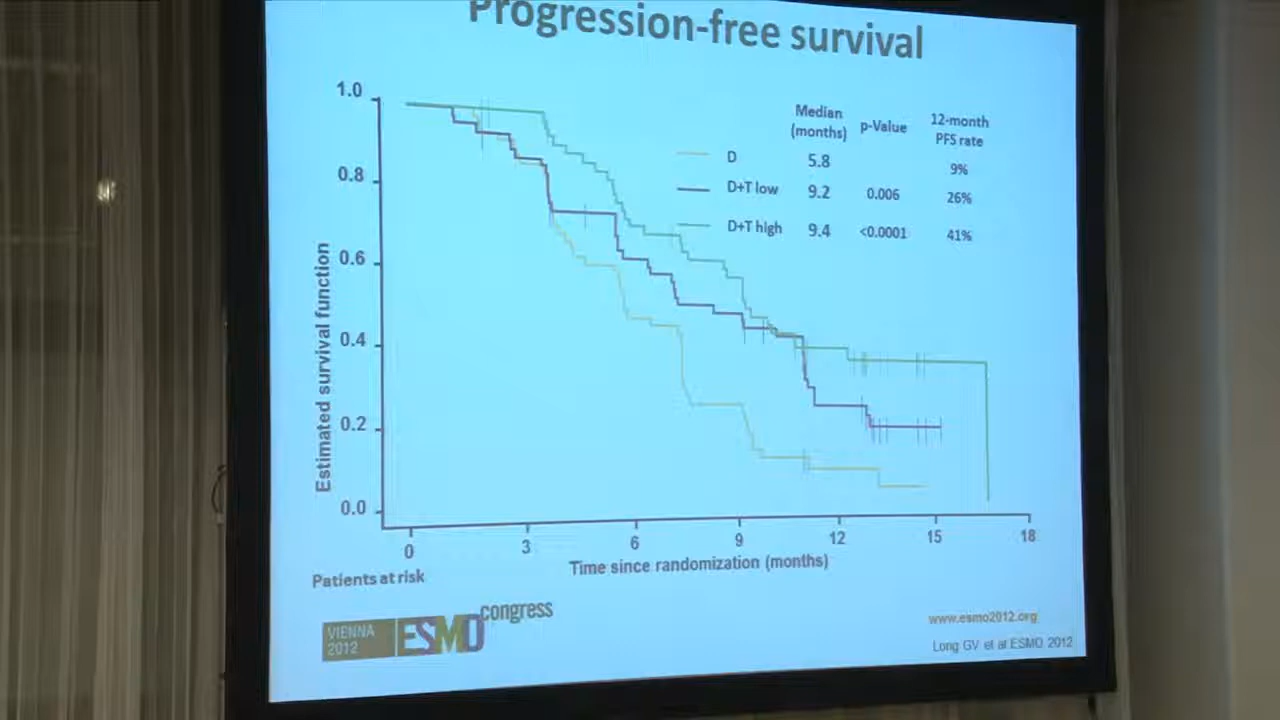 Progression-free survival
Median
(months)
p-Value
12-month
PFS rate
D
5.8
9%
D+T low
9.2
0.006
26%
D+T high
9.4
<0.0001
41%
Estimated survival function
1.0
0.8
0.6
0.4
0.2
0.0
0
3
6
9
12
15
18
Time since randomization (months)
Patients at risk
VIENNA
2012
ESMO congress
www.esmo2012.org
Long GV et al ESMO 2012